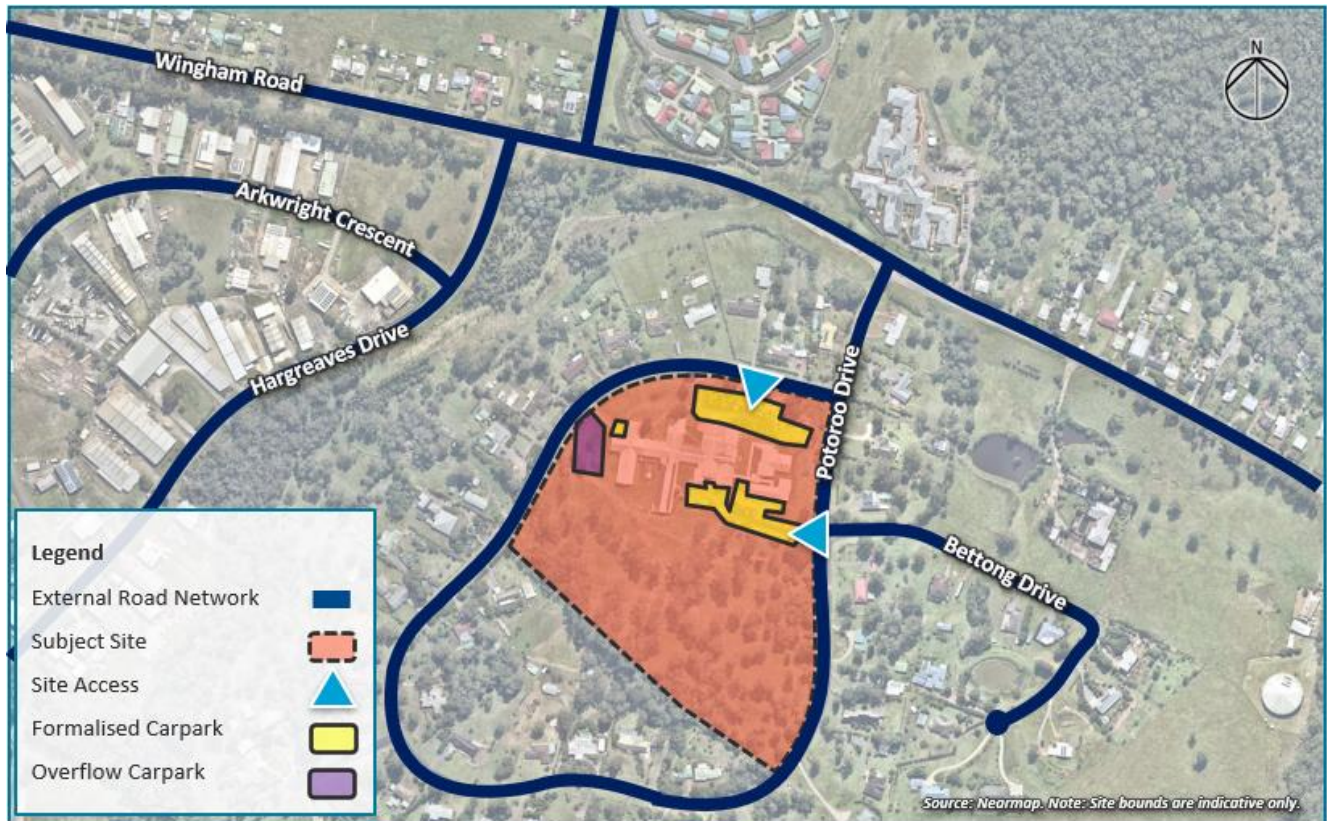 N
Wingham Road
Arkwright Crescent
Hargreaves Drive
Potoroo Drive
Bettong Drive
Legend
External Road Network
Subject Site
Site Access
Formalised Carpark
Overflow Carpark
Source: Nearmap. Note: Site bounds are indicative only.